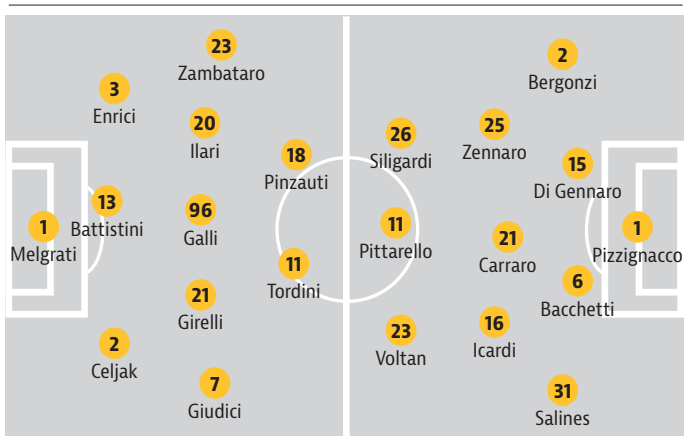 23
Zambataro
3
Enrici
20
Ilari
18
Pinzauti
13
Battistini
96
Galli
1
Melgrati
11
Tordini
21
Girelli
2
Celjak
7
Giudici
2
Bergonzi
26
Siligardi
25
Zennaro
15
Di Gennaro
11
Pittarello
21
Carraro
1
Pizzignacco
6
Bacchetti
23
Voltan
16
Icardi
31
Salines